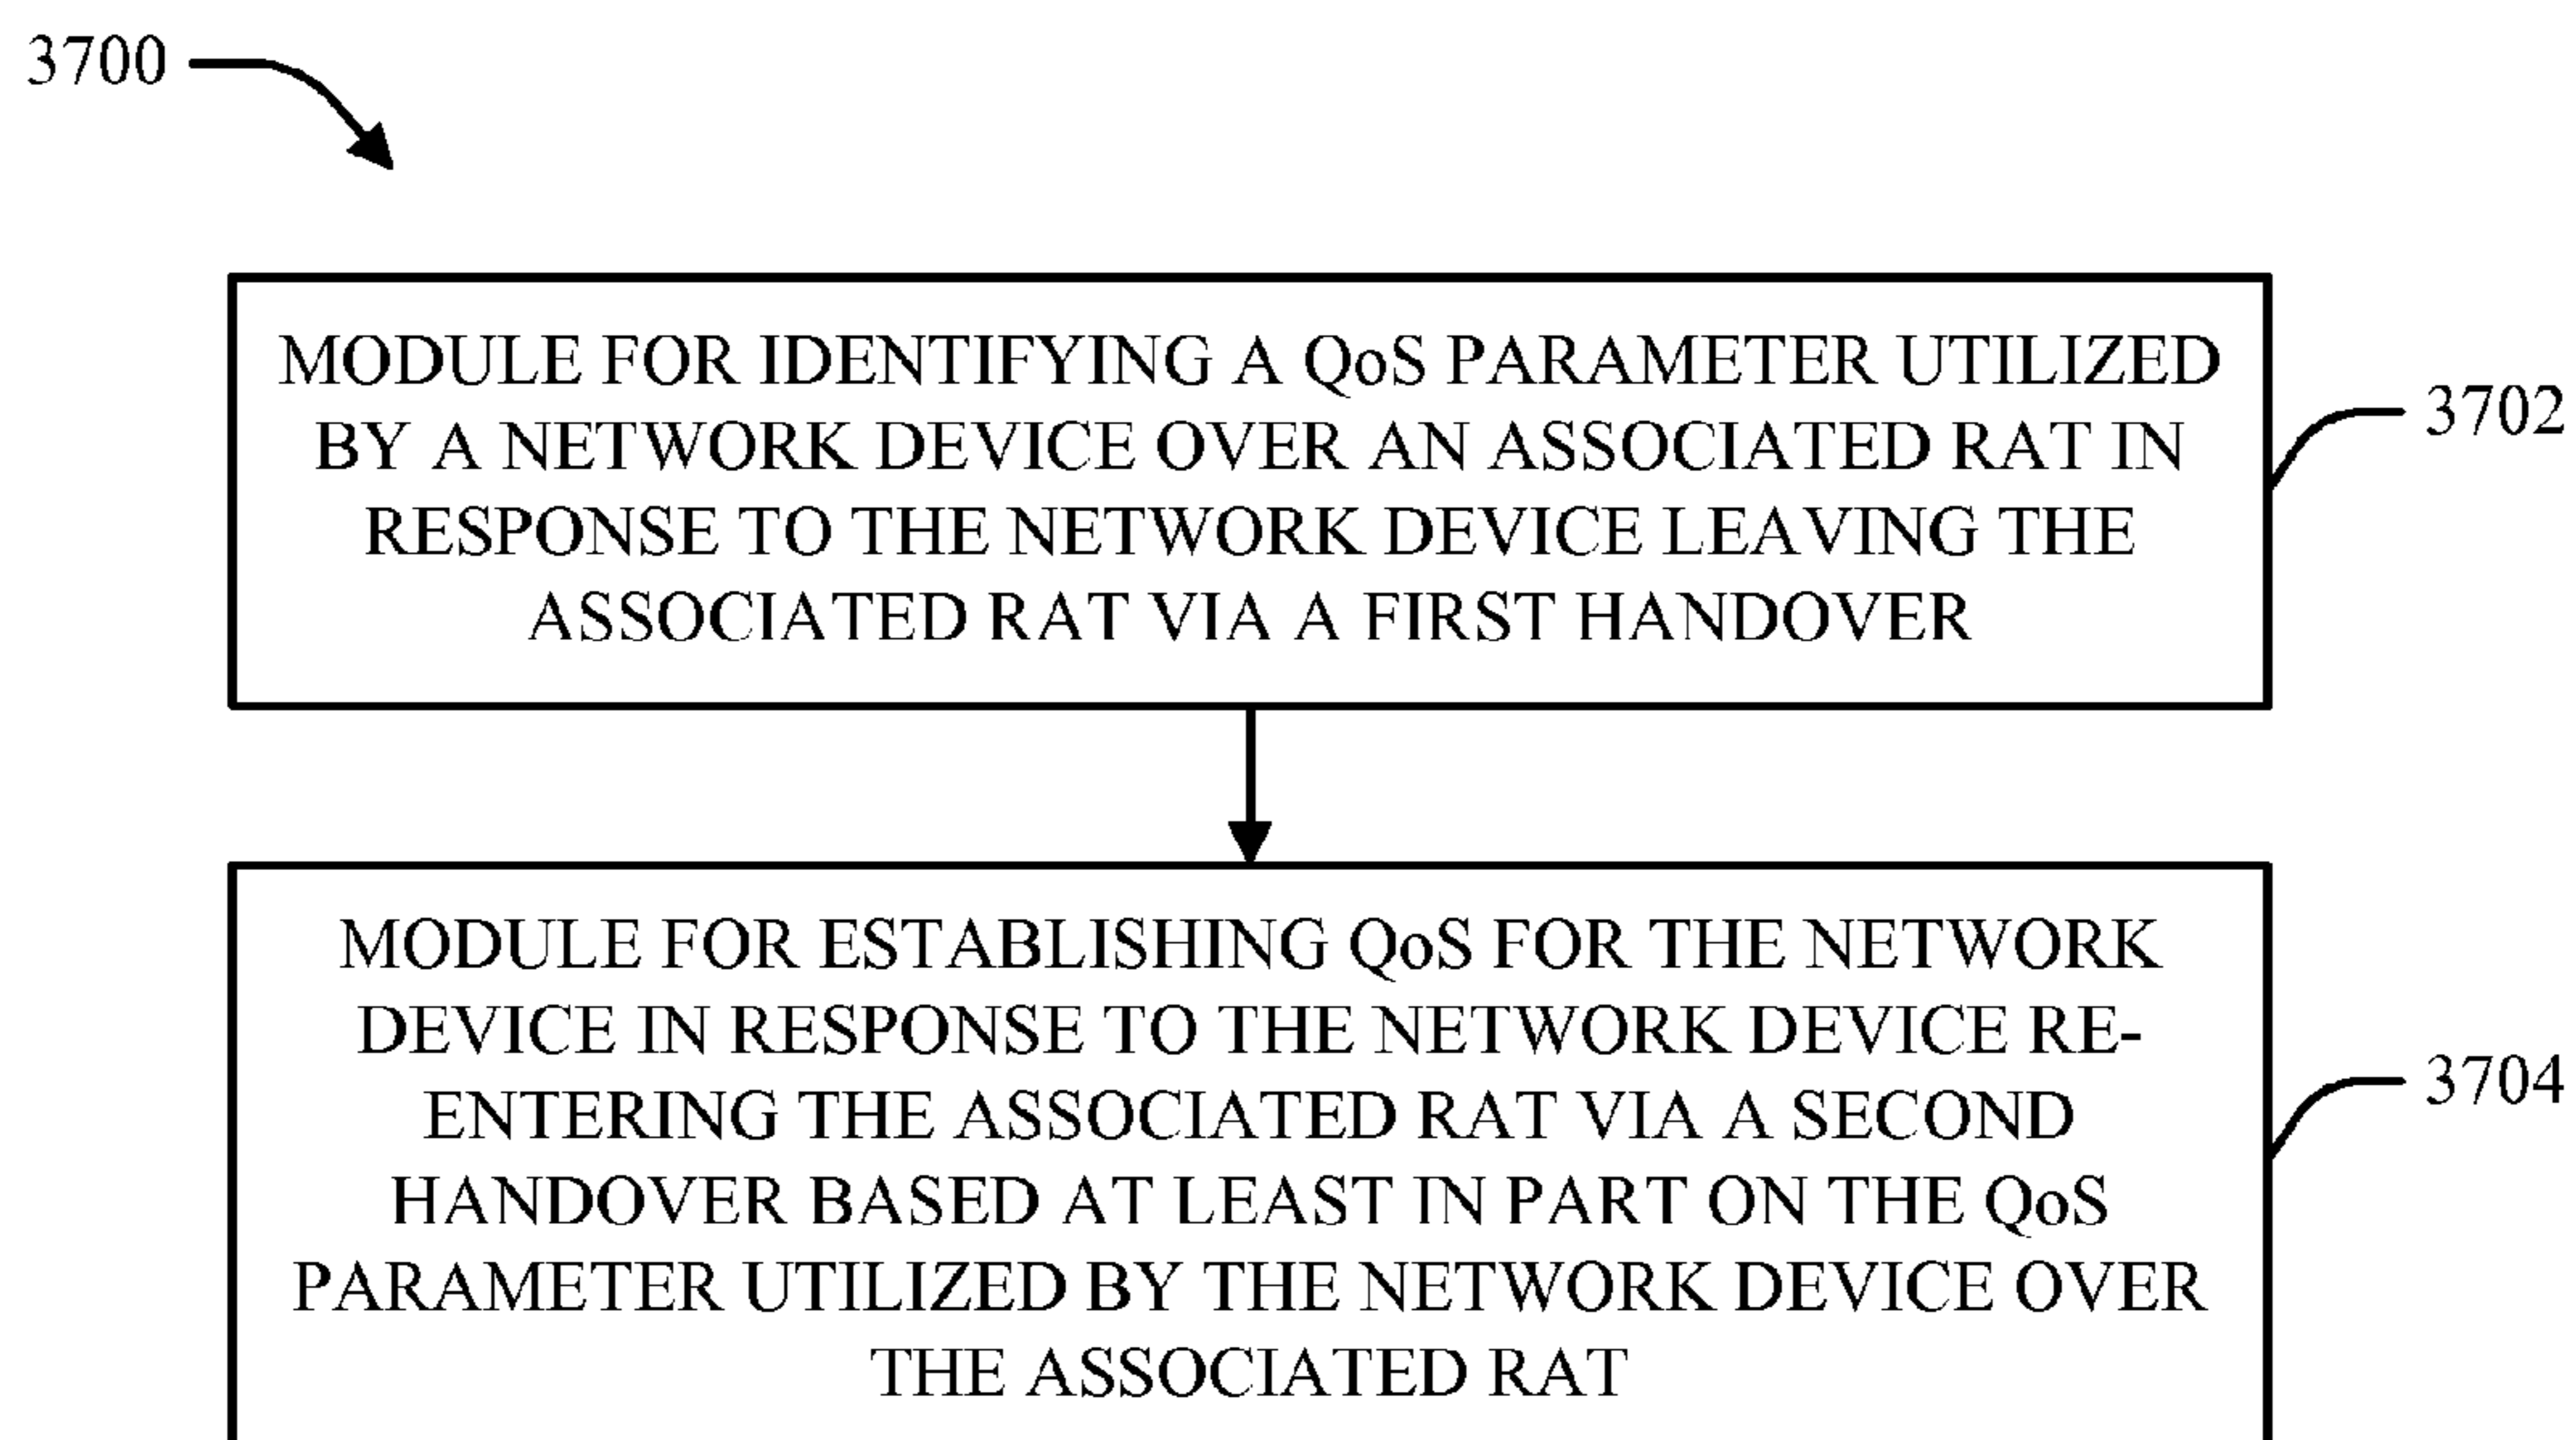 3700
MODULE FOR IDENTIFYING A QoS PARAMETER UTILIZED
BY A NETWORK DEVICE OVER AN ASSOCIATED RAT IN
RESPONSE TO THE NETWORK DEVICE LEAVING THE
ASSOCIATED RAT VIA A FIRST HANDOVER
3702
MODULE FOR ESTABLISHING QoS FOR THE NETWORK
DEVICE IN RESPONSE TO THE NETWORK DEVICE RE-
ENTERING THE ASSOCIATED RAT VIA A SECOND
HANDOVER BASED AT LEAST IN PART ON THE QoS
PARAMETER UTILIZED BY THE NETWORK DEVICE OVER
THE ASSOCIATED RAT
3704